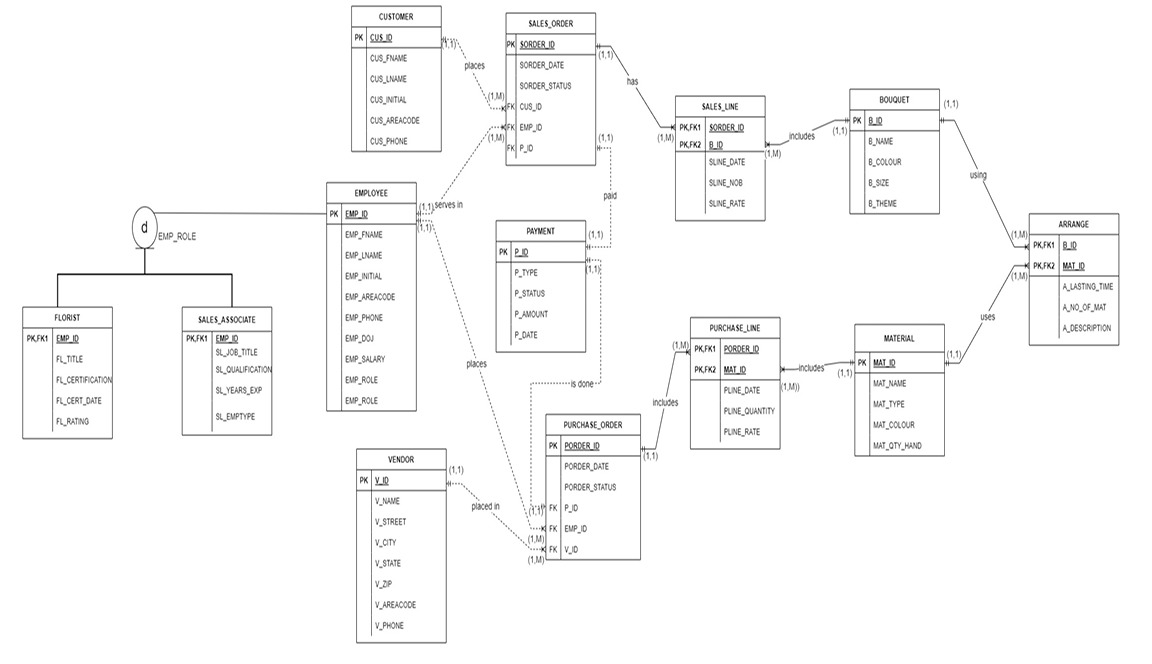 CUSTOMER
PK CUS_ID
CUS_FNAME
CUS_LNAME
CUS_INITIAL
CUS_AREACODE
CUS_PHONE
(1,1)
places
(1,M)
SALES_ORDER
PK SORDER_ID
SORDER_DATE
SORDER_STATUS
FK CUS_ID
FK EMP_ID
FK P_ID
(1,M)
(1,1)
has
(1,M)
(1,1)
paid
(1,1)
SALES_LINE
PK,FK1 SORDER_ID
PK,FK2 B_ID
SLINE_DATE
SLINE_NOB
SLINE_RATE
(1,M)
includes
(1,1)
BOUQUET
PK B_ID
B_NAME
B_COLOUR
B_SIZE
B_THEME
(1,1)
using
(1,M)
ARRANGE
PK,FK1 B_ID
PK,FK2 MAT_ID
A_LASTING_TIME
A_NO_OF_MAT
A_DESCRIPTION
(1,M)
uses
(1,1)
EMPLOYEE
PK EMP_ID
EMP_FNAME
EMP_LNAME
EMP_INITIAL
EMP_AREACODE
EMP_PHONE
EMP_DOJ
EMP_SALARY
EMP_ROLE
EMP_ROLE
(1,1)
serves in
(1,1)
places
d
EMP_ROLE
FLORIST
PK,FK1 EMP_ID
FL_TITLE
FL_CERTIFICATION
FL_CERT_DATE
FL_RATING
SALES_ASSOCIATE
PK,FK1 EMP_ID
SL_JOB_TITLE
SL_QUALIFICATION
SL_YEARS_EXP
SL_EMPTYPE
PAYMENT
PK P_ID
P_TYPE
P_STATUS
P_AMOUNT
P_DATE
(1,1)
is done
(1,1)
PURCHASE_LINE
PK,FK1 PORDER_ID
PK,FK2 MAT_ID
PLINE_DATE
PLINE_QUANTITY
PLINE_RATE
(1,M)
includes
(1,1)
(1,M))
includes
(1,1)
MATERIAL
PK MAT_ID
MAT_NAME
MAT_TYPE
MAT_COLOUR
MAT_QTY_HAND
PURCHASE_ORDER
PK PORDER_ID
PORDER_DATE
PORDER_STATUS
FK P_ID
FK EMP_ID
FK V_ID
(1,M)
(1,M)
VENDOR
PK V_ID
V_NAME
V_STREET
V_CITY
V_STATE
V_ZIP
V_AREACODE
V_PHONE
(1,1)
placed in